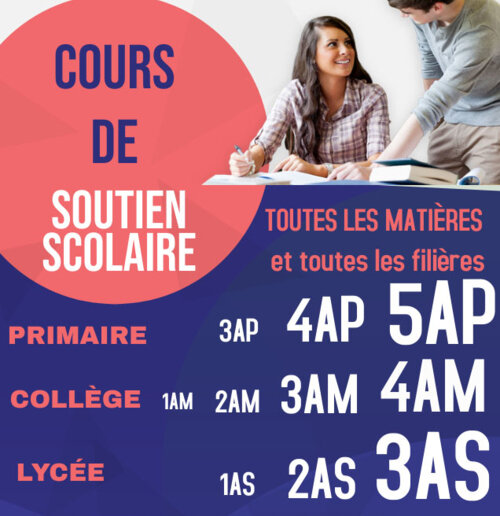 COURS
DE
SOUTIEN
SCOLAIRE
TOUTES LES MATIÈRES
et toutes les filières
PRIMAIRE 3AP 4AP 5AP
COLLÈGE 1AM 2AM 3AM 4AM
LYCÉE 1AS 2AS 3AS